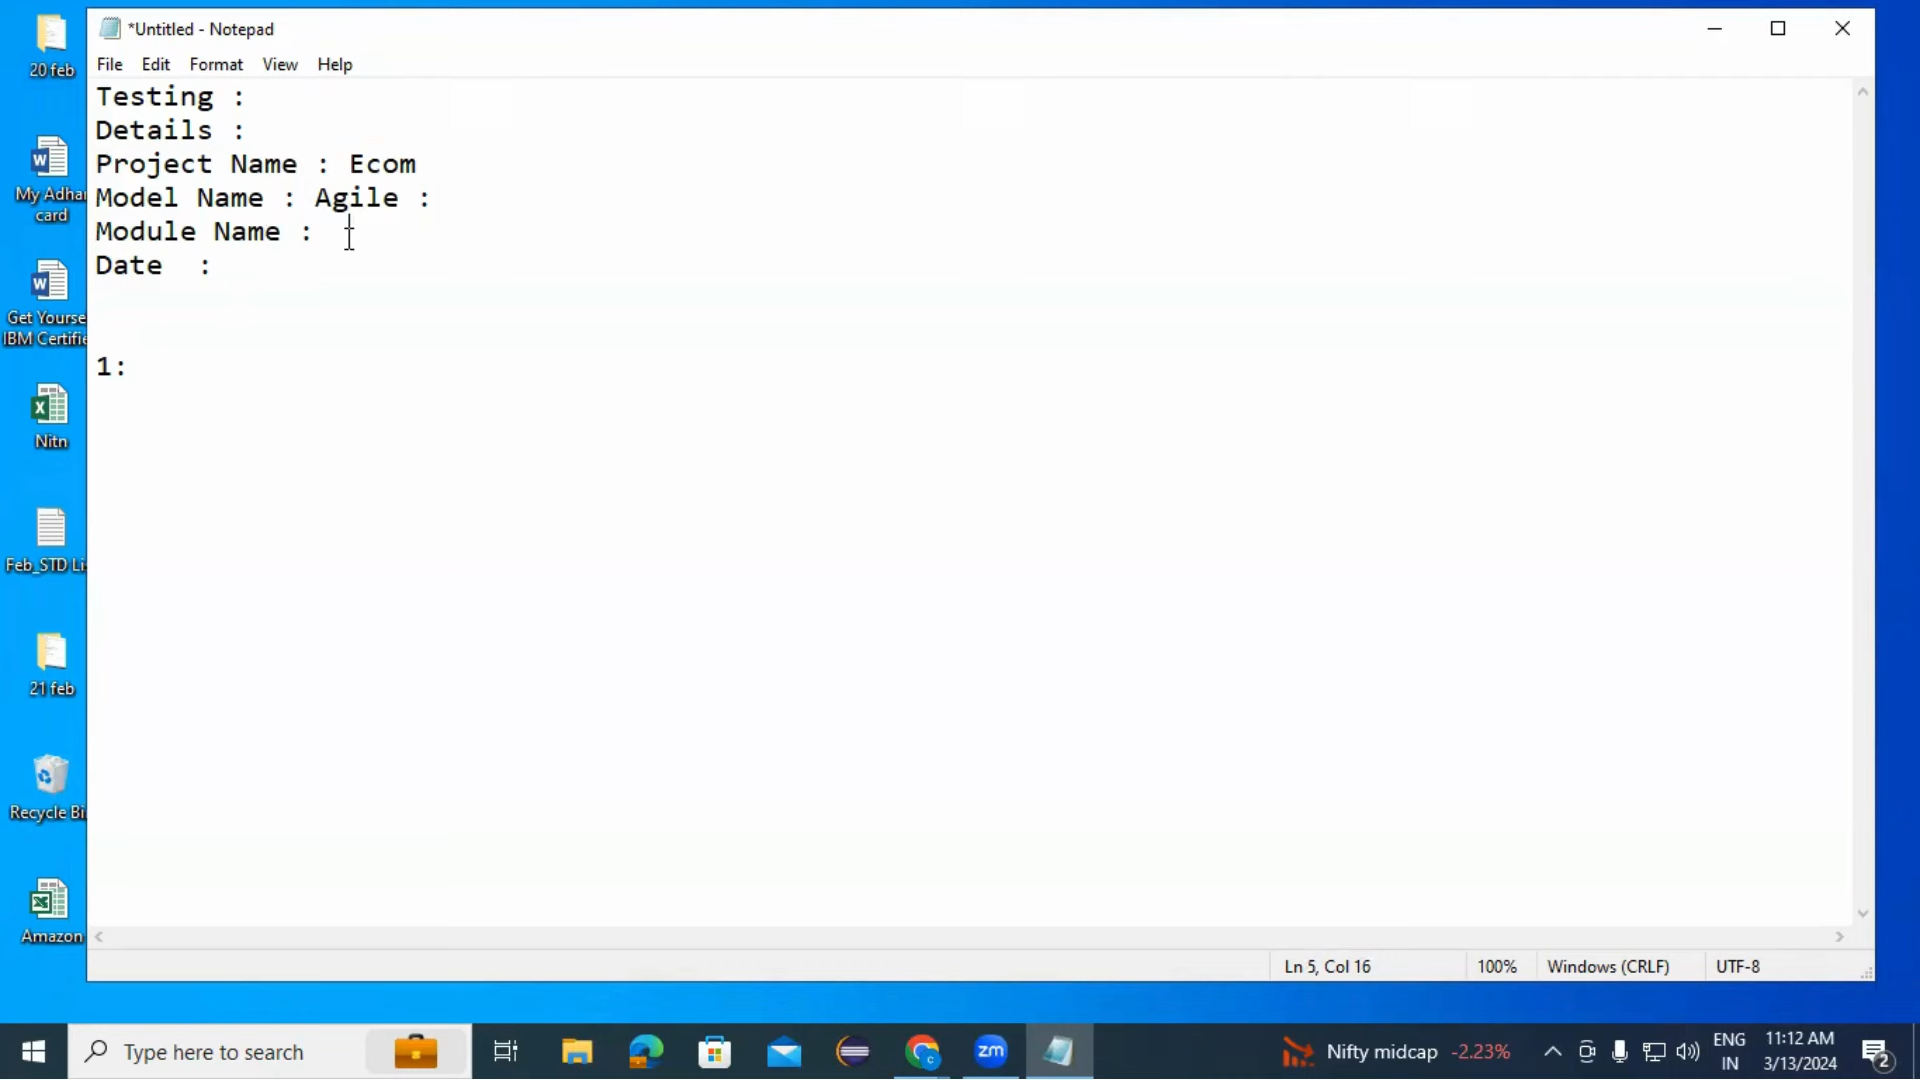 *Untitled - Notepad
File Edit Format View Help
Testing :
Details :
Project Name : Ecom
Model Name : Agile :
Module Name :
Date  :
1:
20 feb
My Adha
card
Get Yourse
IBM Certifi
Nitn
Feb_STD Li
21 feb
Recycle Bi
Amazon
Ln 5, Col 16
100%
Windows (CRLF)
UTF-8
Type here to search
zm
Nifty midcap -2.23%
ENG
IN
11:12 AM
3/13/2024
2